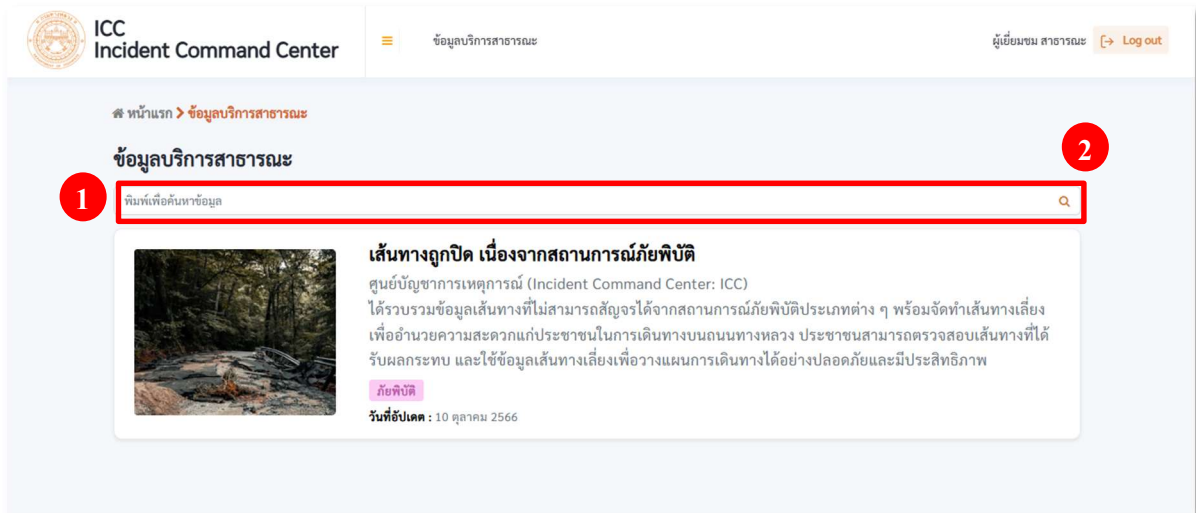 ICC
Incident Command Center
ข้อมูลบริการสาธารณะ
ผู้เยี่ยมชม สาธารณะ
Log out
หน้าแรก > ข้อมูลบริการสาธารณะ
ข้อมูลบริการสาธารณะ
2
1
พิมพ์เพื่อค้นหาข้อมูล
เส้นทางถูกปิด เนื่องจากสถานการณ์ภัยพิบัติ
ศูนย์บัญชาการเหตุการณ์ (Incident Command Center: ICC)
ได้รวบรวมข้อมูลเส้นทางที่ไม่สามารถสัญจรได้จากสถานการณ์ภัยพิบัติประเภทต่าง ๆ พร้อมจัดทำเส้นทางเลี่ยง
เพื่ออำนวยความสะดวกแก่ประชาชนในการเดินทางบนถนนทางหลวง ประชาชนสามารถตรวจสอบเส้นทางที่ได้
รับผลกระทบ และใช้ข้อมูลเส้นทางเลี่ยงเพื่อวางแผนการเดินทางได้อย่างปลอดภัยและมีประสิทธิภาพ
ภัยพิบัติ
วันที่อัปเดต : 10 ตุลาคม 2566